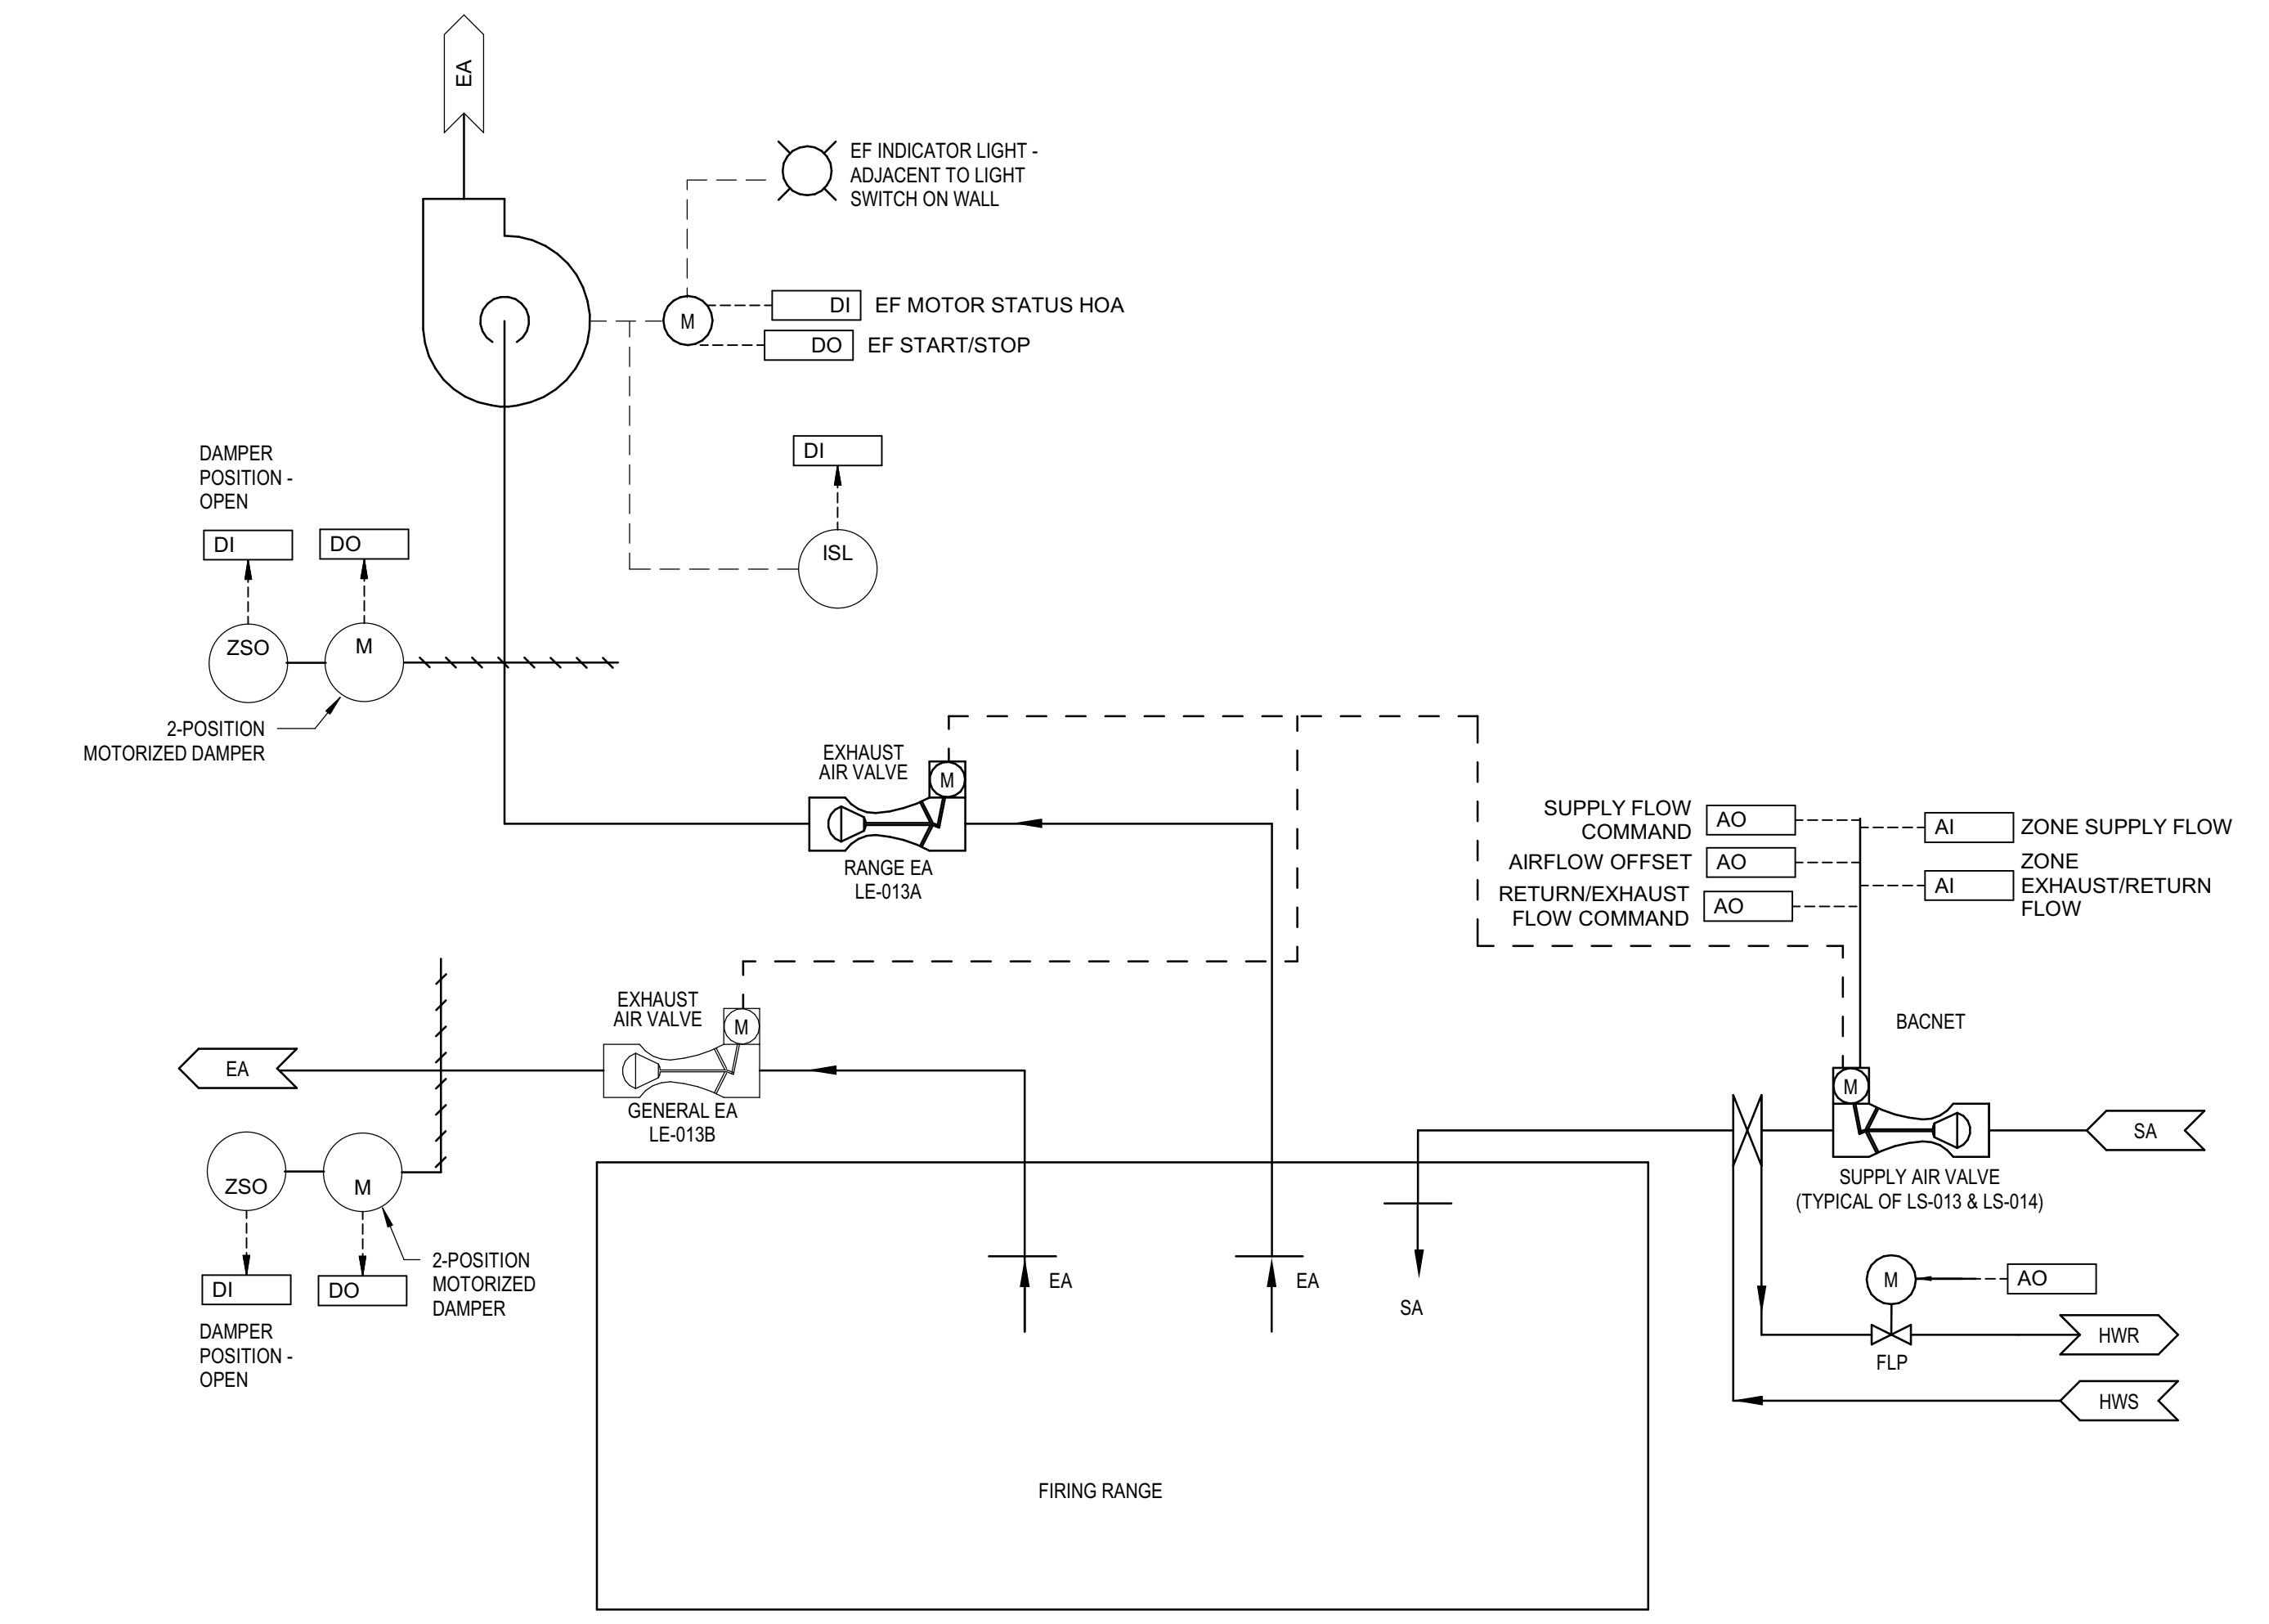 EA
EF INDICATOR LIGHT -
ADJACENT TO LIGHT
SWITCH ON WALL
M
DI
EF MOTOR STATUS HOA
DO
EF START/STOP
DI
ISL
DAMPER
POSITION -
OPEN
DI
DO
ZSO
M
2-POSITION
MOTORIZED DAMPER
EXHAUST
AIR VALVE
M
RANGE EA
LE-013A
SUPPLY FLOW
COMMAND
AO
AIRFLOW OFFSET
AO
RETURN/EXHAUST
FLOW COMMAND
AO
AI
ZONE SUPPLY FLOW
AI
ZONE
EXHAUST/RETURN
FLOW
BACNET
EXHAUST
AIR VALVE
M
GENERAL EA
LE-013B
EA
ZSO
M
DI
DO
2-POSITION
MOTORIZED
DAMPER
DAMPER
POSITION -
OPEN
M
SA
SUPPLY AIR VALVE
(TYPICAL OF LS-013 & LS-014)
EA
EA
SA
M
AO
FLP
HWR
HWS
FIRING RANGE